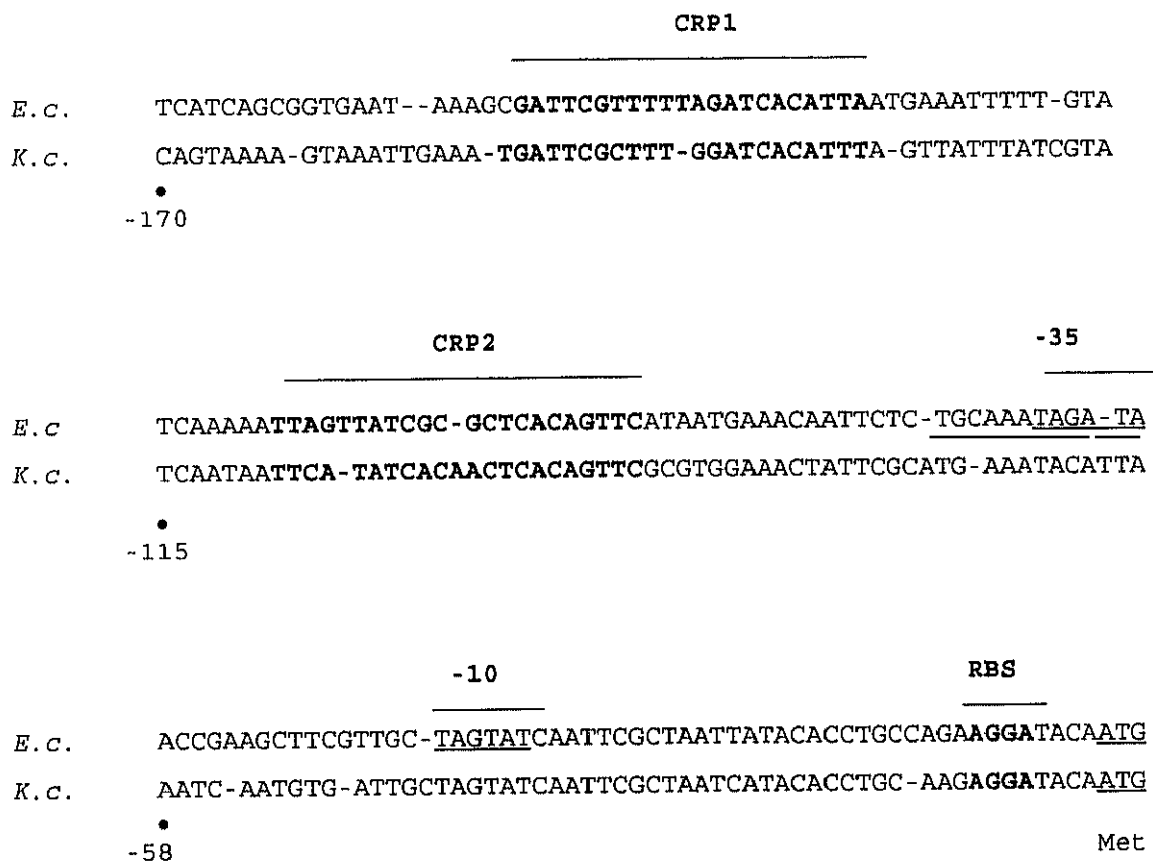 CRP1
E.c. TCATCAGCGGTGAAT--AAAGCGATTCGTTTTTAGATCACATTAATGAAATTTTT-GTA
K.c. CAGTAAAA-GTAAATTGAAA-TGATTCGCTTT-GGATCACATTTA-GTTATTTATCGTA
-170
CRP2 -35
E.c TCAAAAATTAGTTATCGC-GCTCACAGTTCATAATGAAACAATTCTC-TGCAAATAGA-TA
K.c. TCAATAATTCA-TATCACAACTCACAGTTCGCGTGGAAACTATTCGCATG-AAATACATTA
-115
-10 RBS
E.c. ACCGAAGCTTCGTTGC-TAGTATCAATTCGCTAATTATACACCTGCCAGAAGGATACAATG
K.c. AATC-AATGTG-ATTGCTAGTATCAATTCGCTAATCATACACCTGC-AAGAGGATACAATG
-58 Met